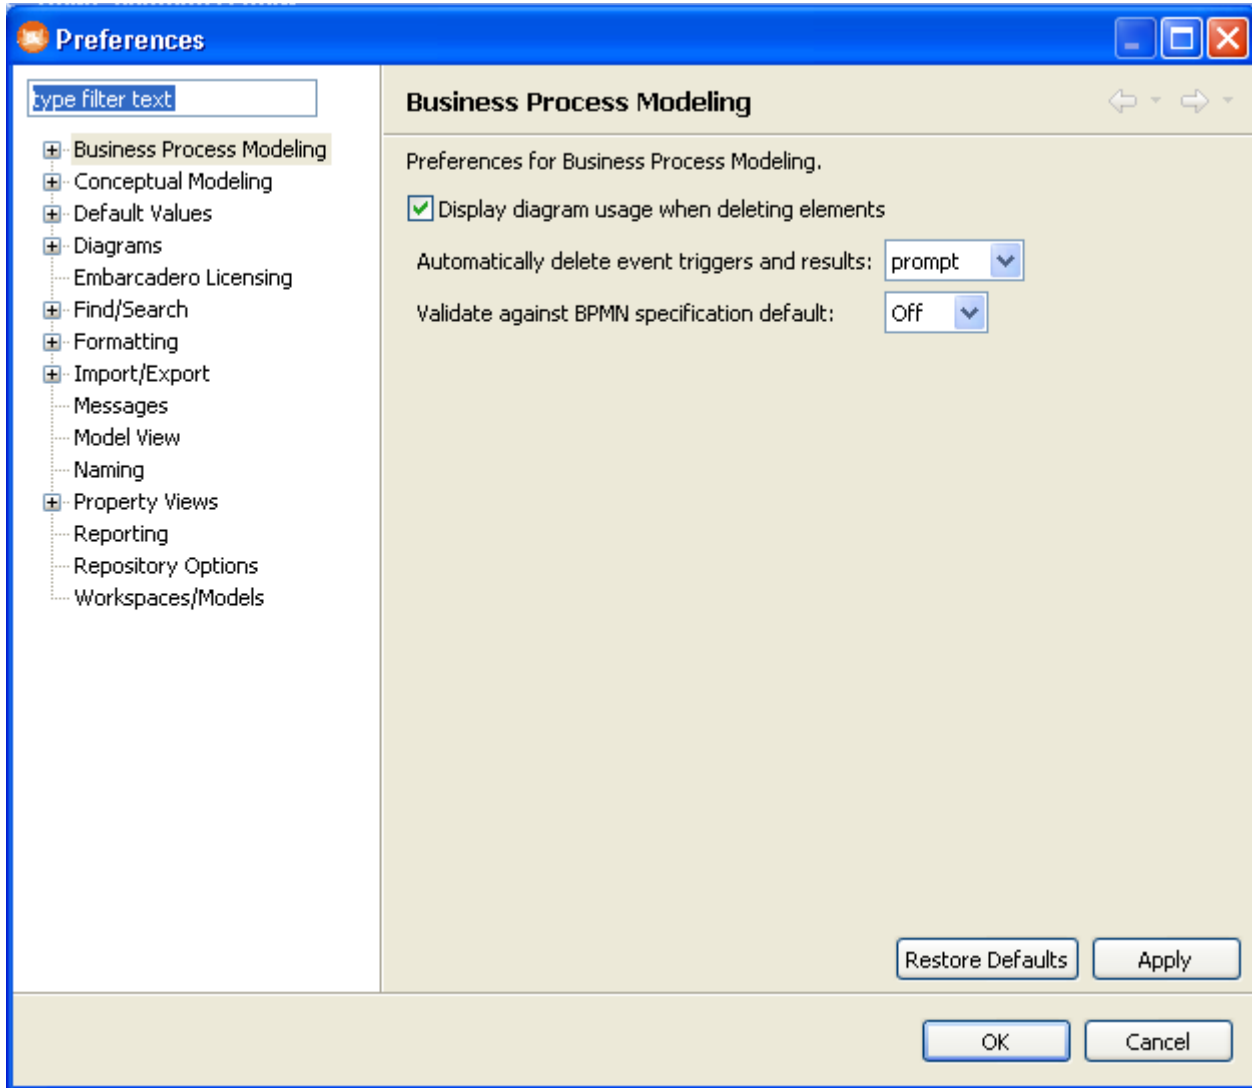 Preferences
type filter text
Business Process Modeling
Conceptual Modeling
Default Values
Diagrams
Embarcadero Licensing
Find/Search
Formatting
Import/Export
Messages
Model View
Naming
Property Views
Reporting
Repository Options
Workspaces/Models
Business Process Modeling
Preferences for Business Process Modeling.
Display diagram usage when deleting elements
Automatically delete event triggers and results: prompt
Validate against BPMN specification default: Off
Restore Defaults Apply
OK Cancel